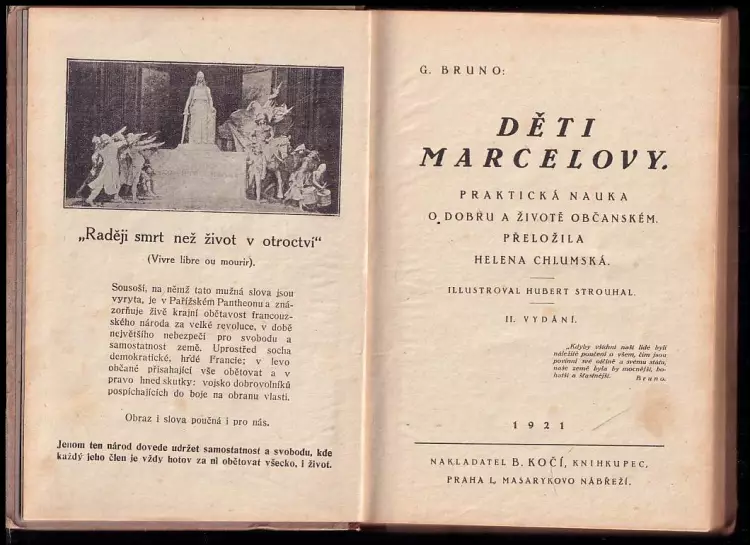 „Raději smrt než život v otroctví“
(Vivre libre ou mourir).
Sousoší, na němž tato mužná slova jsou
vyryta, je v Pařížském Pantheonu a zná-
zorňuje živě krajní obětavost francouz-
ského národa za velké revoluce, v době
největšího nebezpečí pro svobodu a
samostatnost země. Uprostřed socha
demokratické, hrdé Francie; v levo
občané přísahající vše obětovat a v
pravo hned skutky: vojsko dobrovolníků
pospíchajících do boje na obranu vlasti.
Obraz i slova poučná i pro nás.
Jenom ten národ dovede udržet samostatnost a svobodu, kde
každý jeho člen je vždy hotov za ni obětovat všecko, i život.
G. BRUNO:
DĚTI
MARCELOVY.
PRAKTICKÁ NAUKA
O DOBRU A ŽIVOTĚ OBČANSKÉM.
PŘELOŽILA
HELENA CHLUMSKÁ.
ILLUSTROVAL HUBERT STROUHAL.
II. VYDÁNÍ.
„Kdyby všichni naši lidé byli
náležitě poučeni o všem, čím jsou
povinni své otčině a svému státu,
naše země byla by mocnější, bo-
hatší a šťastnější.
Bruno.
1921
NAKLADATEL B. KOČÍ, KNIHKUPEC,
PRAHA I., MASARYKOVO NÁBŘEŽÍ.